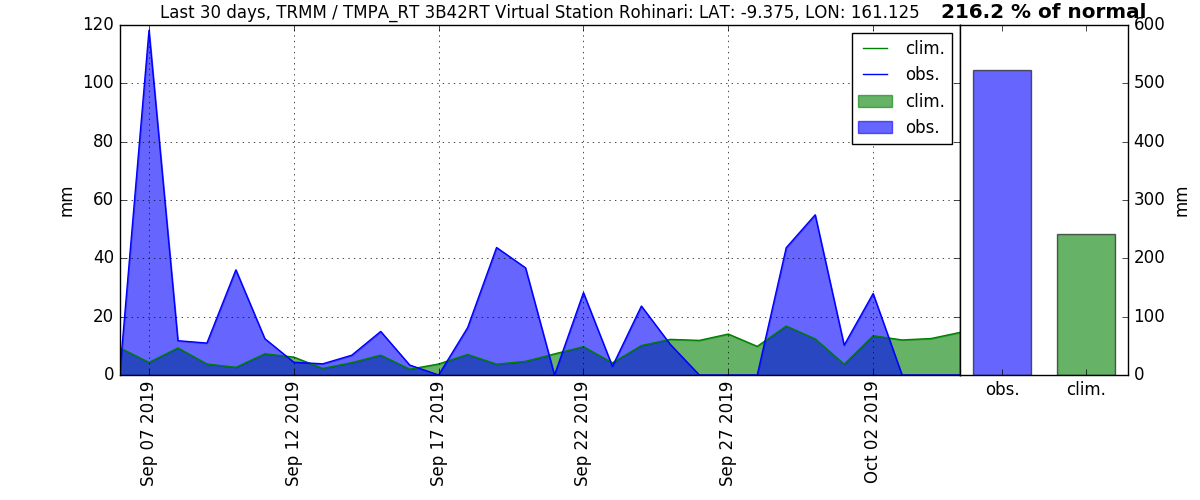 Last 30 days, TRMM / TMPA_RT 3B42RT Virtual Station Rohinari: LAT: -9.375, LON: 161.125
216.2 % of normal
120
100
80
60
40
20
0
mm
clim.
obs.
clim.
obs.
600
500
400
300
200
100
0
mm
Sep 07 2019
Sep 12 2019
Sep 17 2019
Sep 22 2019
Sep 27 2019
Oct 02 2019
obs.
clim.